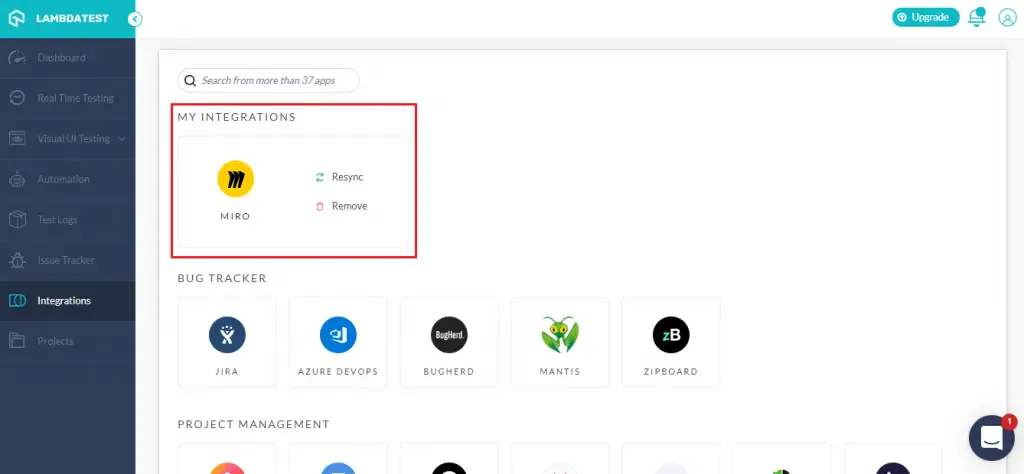 LAMBDATEST
Upgrade
Dashboard
Real Time Testing
Visual UI Testing
Automation
Test Logs
Issue Tracker
Integrations
Projects
Search from more than 37 apps
MY INTEGRATIONS
MIRO
Resync
Remove
BUG TRACKER
JIRA
AZURE DEVOPS
BugHerd.
BUGHERD
MANTIS
zB
ZIPBOARD
PROJECT MANAGEMENT
1